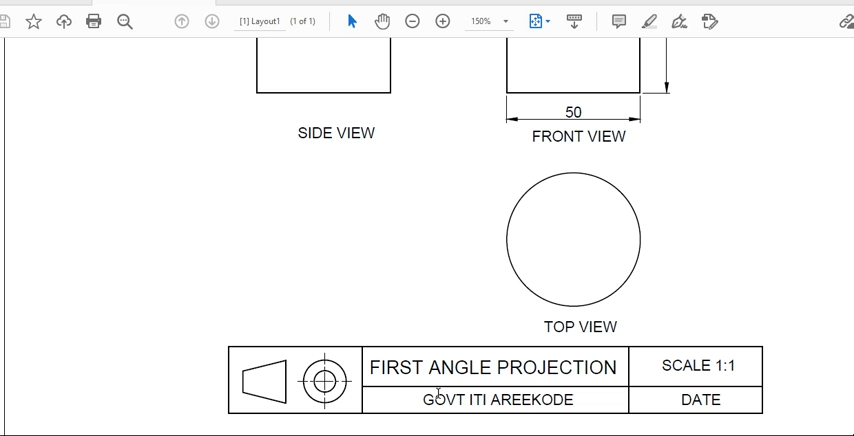 [1] Layout1 (1 of 1) 150%
50
SIDE VIEW FRONT VIEW
TOP VIEW
FIRST ANGLE PROJECTION SCALE 1:1
GOVT ITI AREEKODE DATE